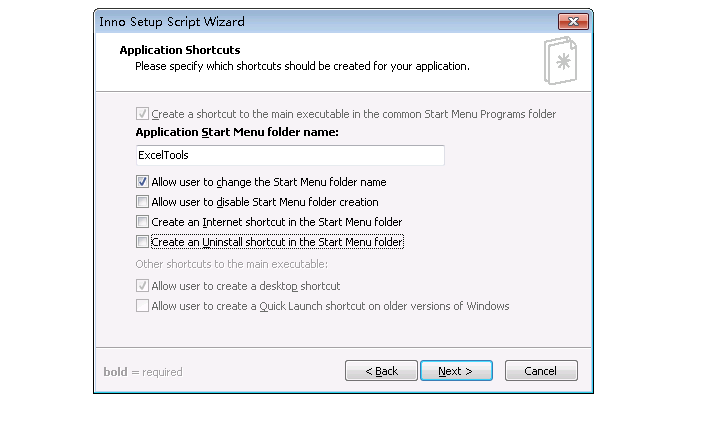 Inno Setup Script Wizard
Application Shortcuts
Please specify which shortcuts should be created for your application.
Create a shortcut to the main executable in the common Start Menu Programs folder
Application Start Menu folder name:
ExcelTools
Allow user to change the Start Menu folder name
Allow user to disable Start Menu folder creation
Create an Internet shortcut in the Start Menu folder
Create an Uninstall shortcut in the Start Menu folder
Other shortcuts to the main executable:
Allow user to create a desktop shortcut
Allow user to create a Quick Launch shortcut on older versions of Windows
bold = required
< Back
Next >
Cancel